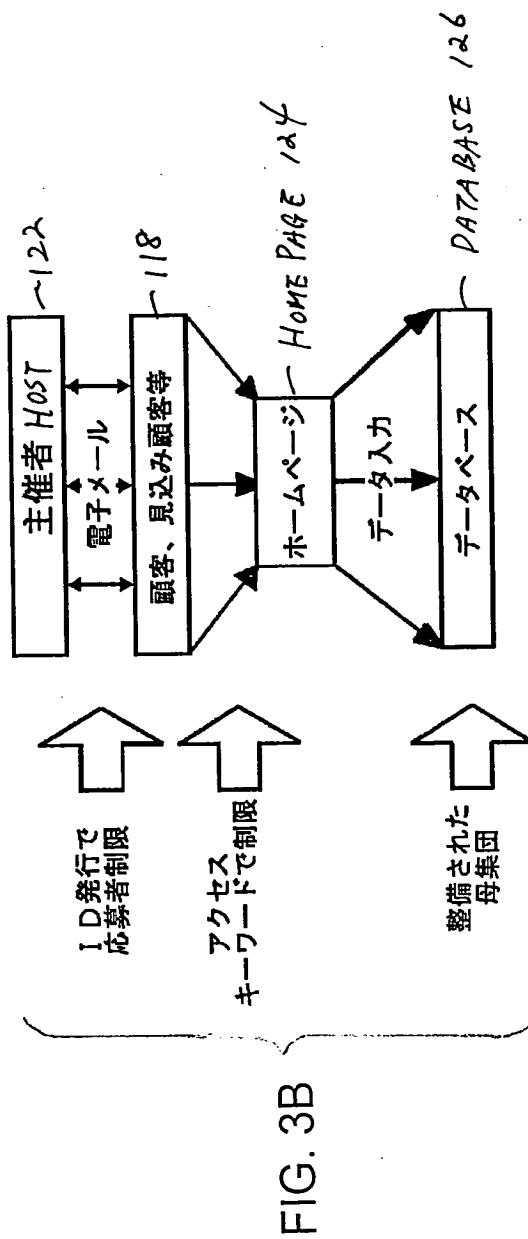 主催者 HOST
122
電子メール
118
顧客、見込み顧客等
HOME PAGE 124
ホームページ
データ入力
DATABASE 126
データベース
ID発行で
応募者制限
アクセス
キーワードで制限
整備された
母集団
FIG. 3B